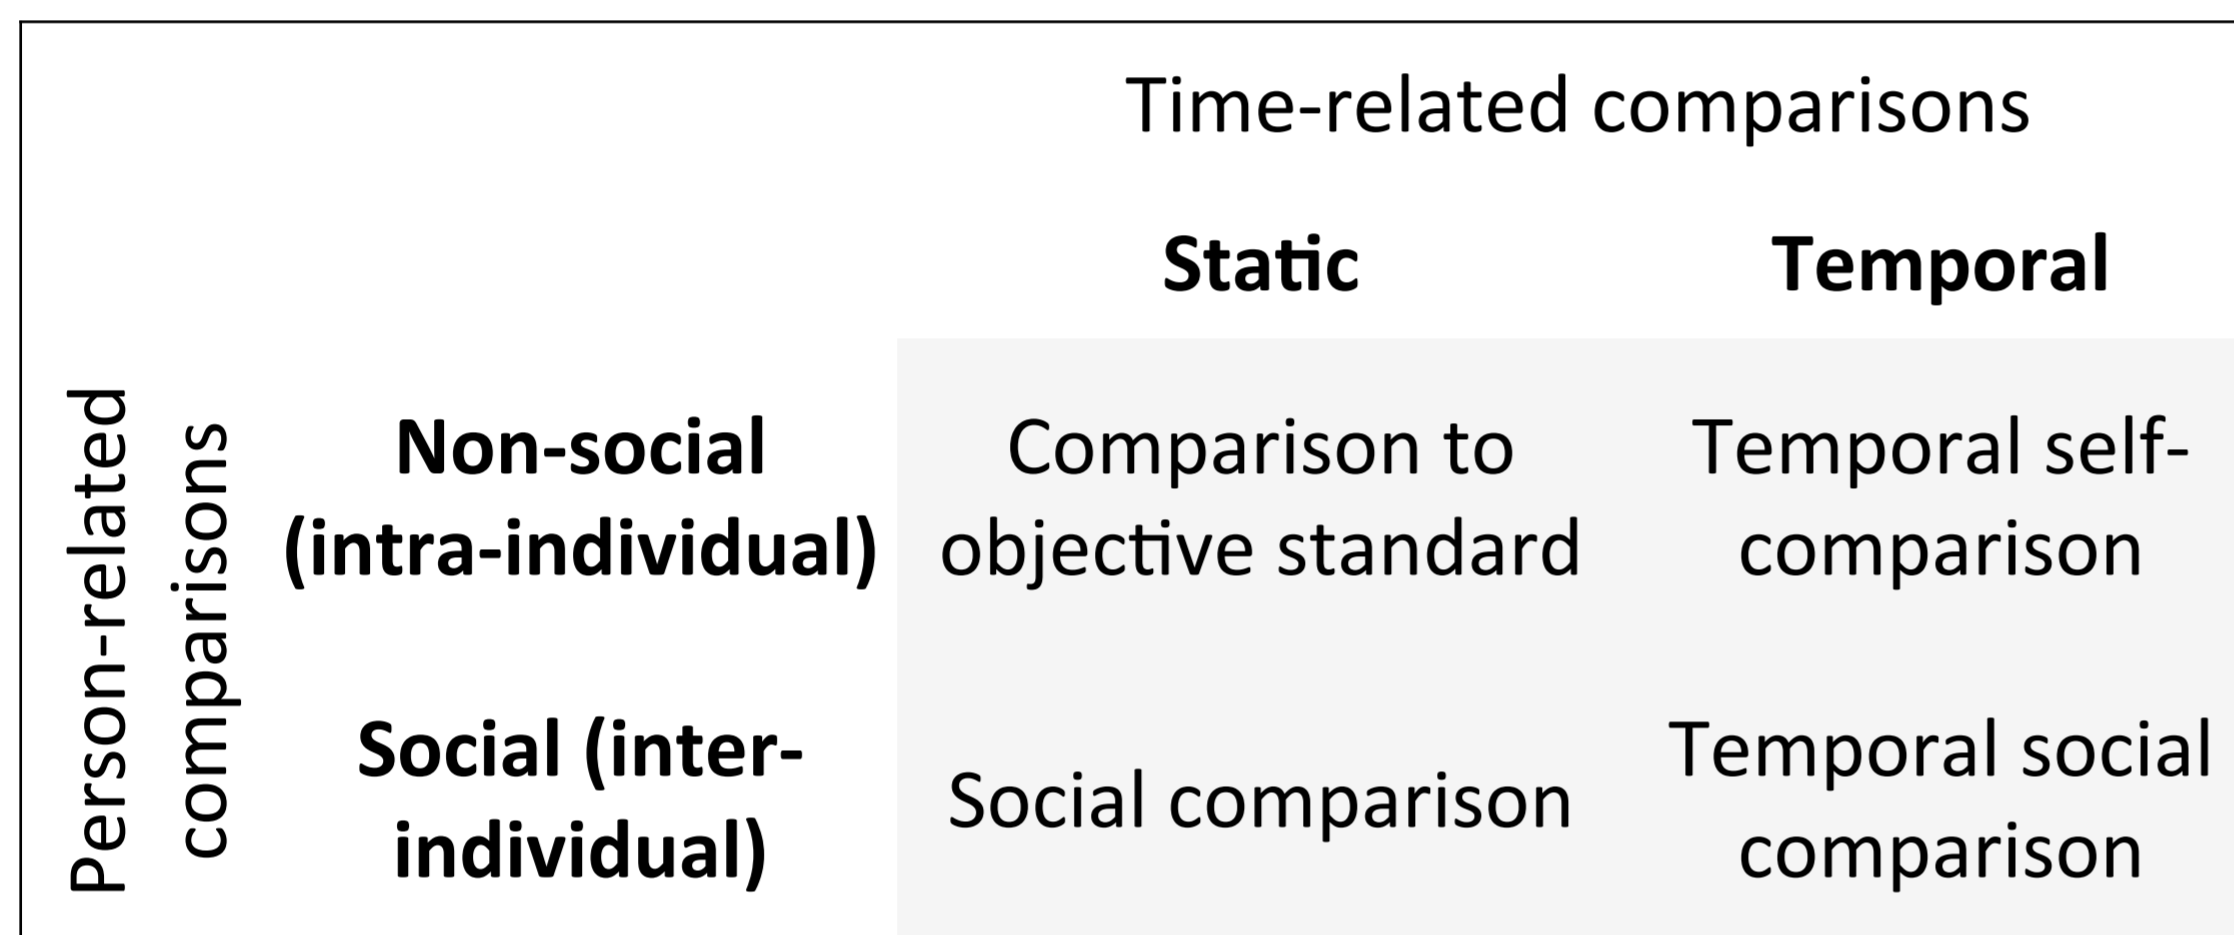 Time-related comparisons
Static
Temporal
Person-related
comparisons
Non-social
(intra-individual)
Comparison to
objective standard
Temporal self-
comparison
Social (inter-
individual)
Social comparison
Temporal social
comparison